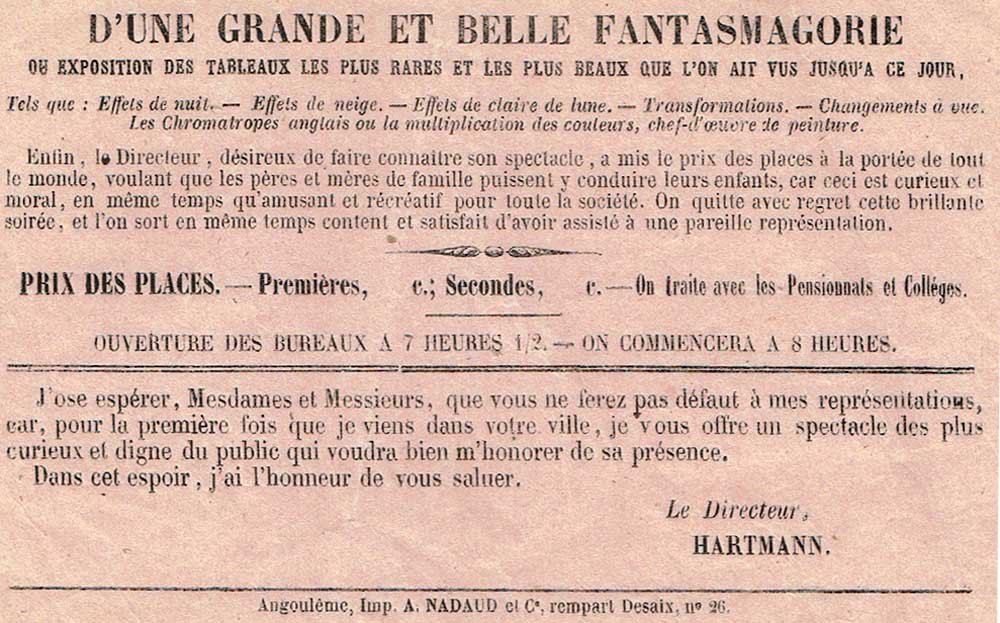 D'UNE GRANDE ET BELLE FANTASMAGORIE
OU EXPOSITION DES TABLEAUX LES PLUS RARES ET LES PLUS BEAUX QUE L'ON AIT VUS JUSQU'A CE JOUR,
Tels que : Effets de nuit. — Effets de neige. — Effets de claire de lune. — Transformations. — Changements à vue.
Les Chromatropes anglais ou la multiplication des couleurs, chef-d'œuvre de peinture.
Enfin, le Directeur, désireux de faire connaître son spectacle, a mis le prix des places à la portée de tout
le monde, voulant que les pères et mères de famille puissent y conduire leurs enfants, car ceci est curieux et
moral, en même temps qu'amusant et récréatif pour toute la société. On quitte avec regret cette brillante
soirée, et l'on sort en même temps content et satisfait d'avoir assisté à une pareille représentation.
PRIX DES PLACES. — Premières, c.; Secondes, c. — On traite avec les Pensionnats et Colléges.
OUVERTURE DES BUREAUX A 7 HEURES 1/2. — ON COMMENCERA A 8 HEURES.
J'ose espérer, Mesdames et Messieurs, que vous ne ferez pas défaut à mes représentations,
car, pour la première fois que je viens dans votre ville, je vous offre un spectacle des plus
curieux et digne du public qui voudra bien m'honorer de sa présence.
Dans cet espoir, j'ai l'honneur de vous saluer.
Le Directeur,
HARTMANN.
Angoulême, Imp. A. NADAUD et Cᵉ, rempart Desaix, nº 26.